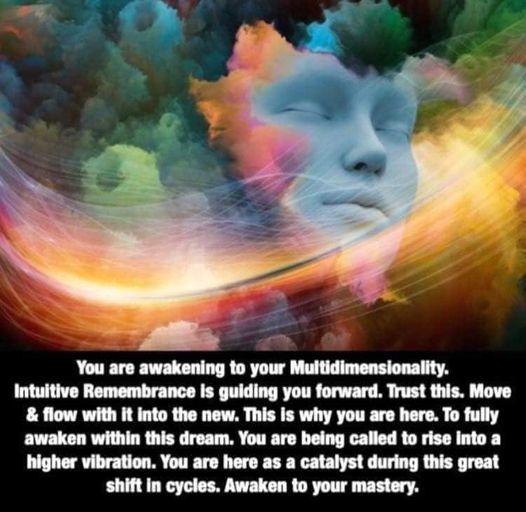 You are awakening to your Multidimensionality.
Intuitive Remembrance is guiding you forward. Trust this. Move
& flow with it into the new. This is why you are here. To fully
awaken within this dream. You are being called to rise into a
higher vibration. You are here as a catalyst during this great
shift in cycles. Awaken to your mastery.